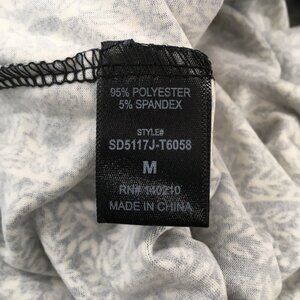 95% POLYESTER
5% SPANDEX
STYLE#
SD5117J-T6058
M
RN# 140210
MADE IN CHINA